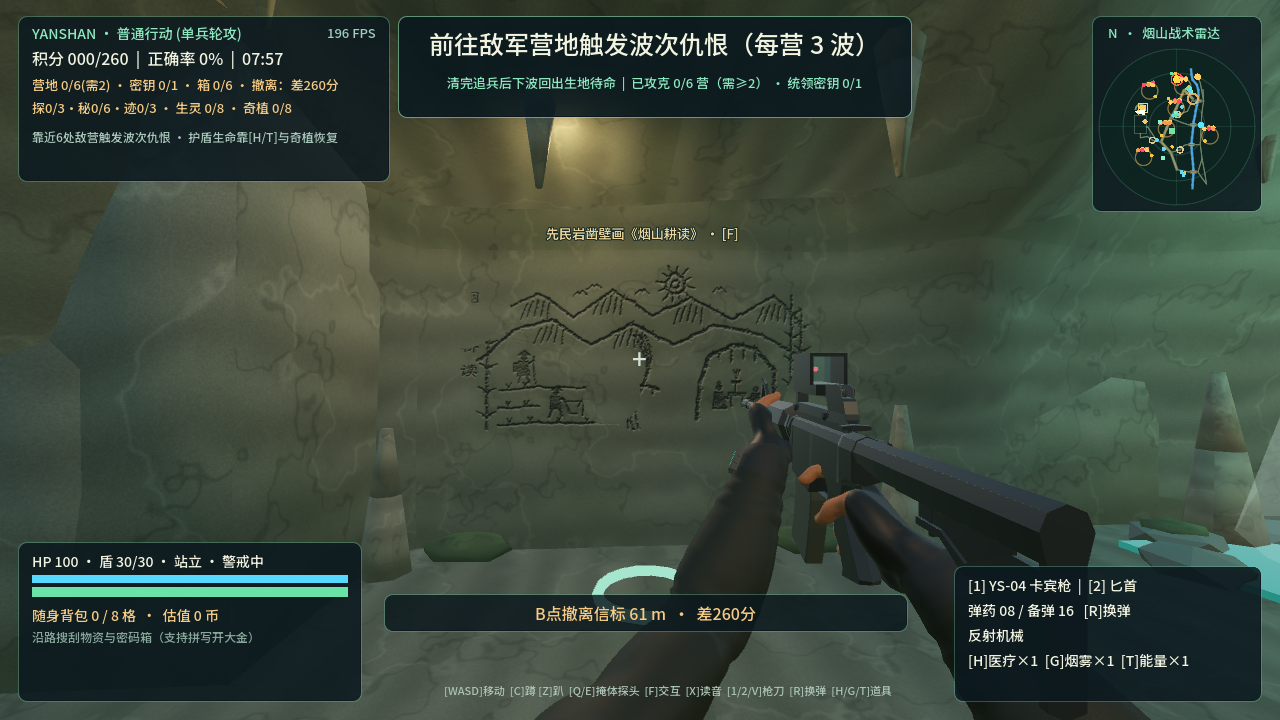 YANSHAN · 普通行动 (单兵轮攻) 196 FPS
积分 000/260 | 正确率 0% | 07:57
营地 0/6(需2) · 密钥 0/1 · 箱 0/6 · 撤离: 差260分
探0/3 · 秘0/6 · 迹0/3 · 生灵 0/8 · 奇植 0/8
靠近6处敌营触发波次仇恨 · 护盾生命靠[H/T]与奇植恢复
前往敌军营地触发波次仇恨（每营 3 波）
清完追兵后下波回出生地待命 | 已攻克 0/6 营（需≥2） · 统领密钥 0/1
N · 烟山战术雷达
先民岩凿壁画《烟山耕读》 · [F]
读
HP 100 · 盾 30/30 · 站立 · 警戒中
随身背包 0 / 8 格 · 估值 0 币
沿路搜刮物资与密码箱（支持拼写开大金）
B点撤离信标 61 m · 差260分
[WASD]移动 [C]蹲 [Z]趴 [Q/E]掩体探头 [F]交互 [X]读音 [1/2/V]枪刀 [R]换弹 [H/G/T]道具
[1] YS-04 卡宾枪 | [2] 匕首
弹药 08 / 备弹 16 [R]换弹
反射机械
[H]医疗×1 [G]烟雾×1 [T]能量×1